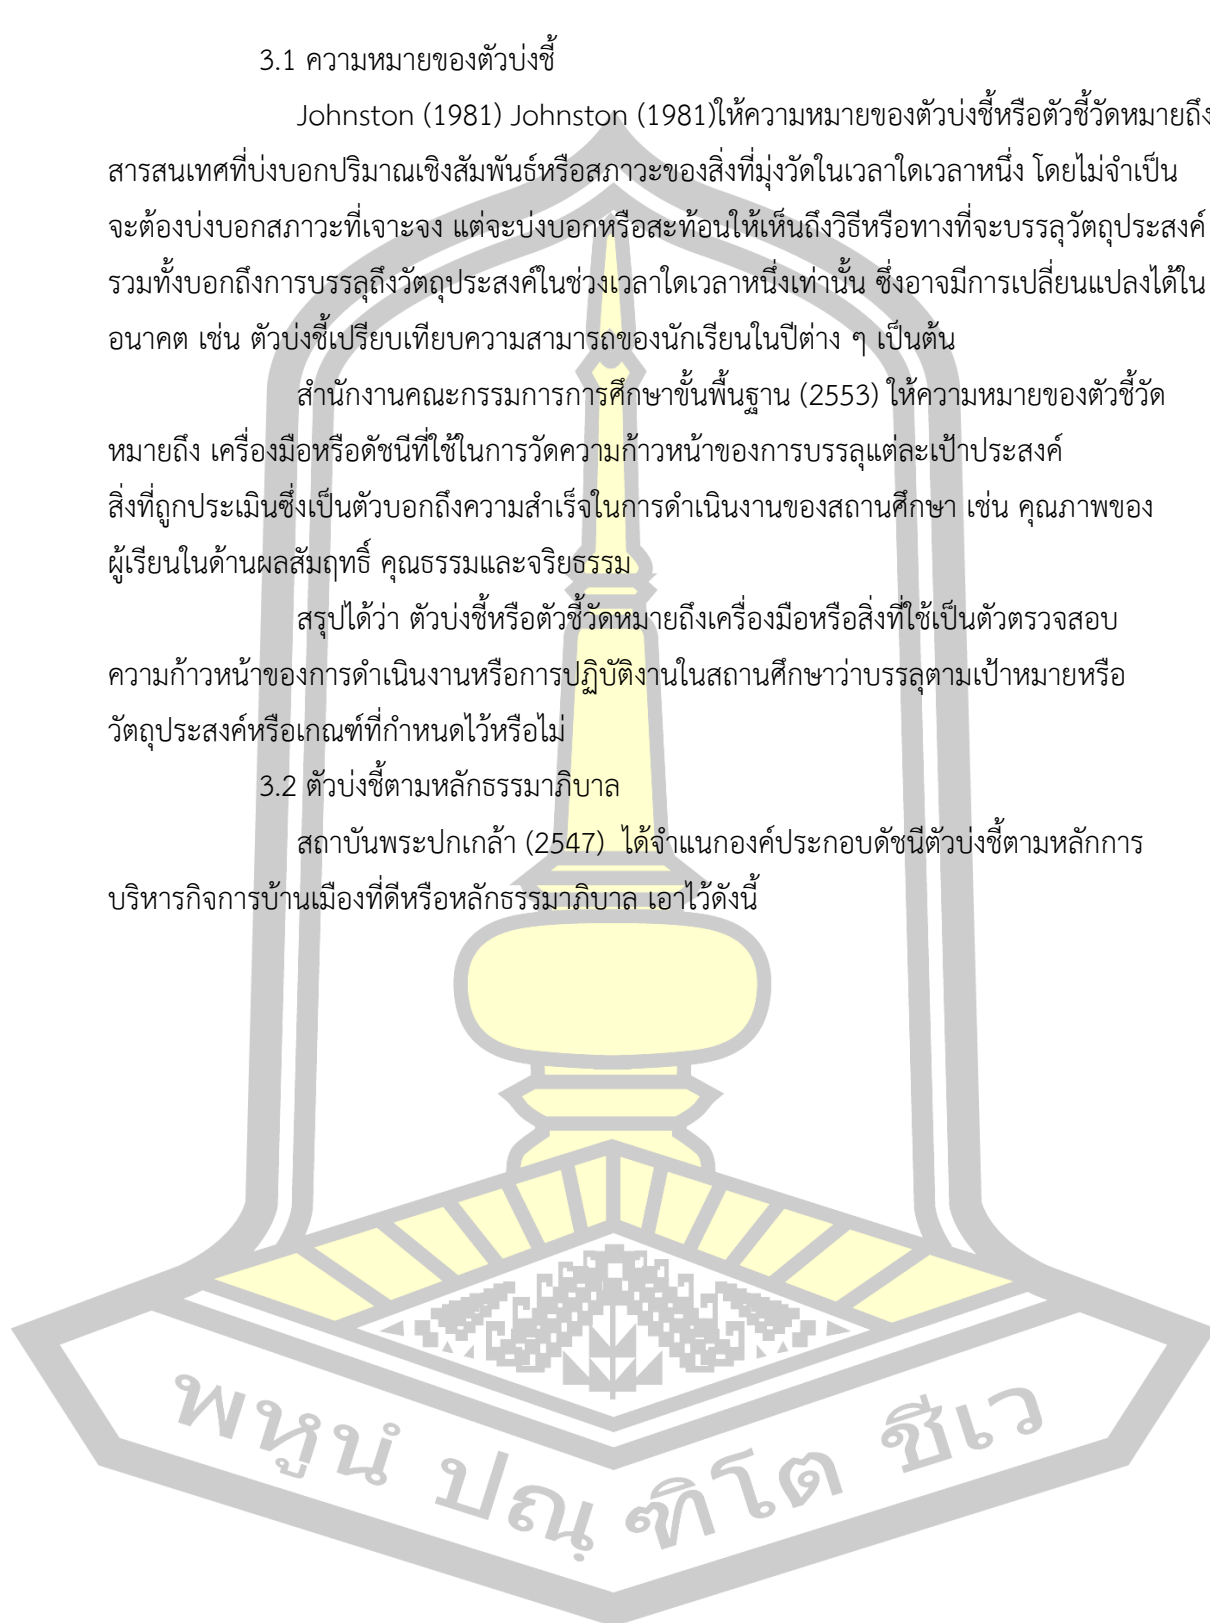 3.1 ความหมายของตัวบ่งชี้
Johnston (1981) Johnston (1981)ให้ความหมายของตัวบ่งชี้หรือตัวชี้วัดหมายถึง
สารสนเทศที่บ่งบอกปริมาณเชิงสัมพันธ์หรือสภาวะของสิ่งที่มุ่งวัดในเวลาใดเวลาหนึ่ง โดยไม่จำเป็น
จะต้องบ่งบอกสภาวะที่เจาะจง แต่จะบ่งบอกหรือสะท้อนให้เห็นถึงวิธีหรือทางที่จะบรรลุวัตถุประสงค์
รวมทั้งบอกถึงการบรรลุถึงวัตถุประสงค์ในช่วงเวลาใดเวลาหนึ่งเท่านั้น ซึ่งอาจมีการเปลี่ยนแปลงได้ใน
อนาคต เช่น ตัวบ่งชี้เปรียบเทียบความสามารถของนักเรียนในปีต่าง ๆ เป็นต้น
สำนักงานคณะกรรมการการศึกษาขั้นพื้นฐาน (2553) ให้ความหมายของตัวชี้วัด
หมายถึง เครื่องมือหรือดัชนีที่ใช้ในการวัดความก้าวหน้าของการบรรลุแต่ละเป้าประสงค์
สิ่งที่ถูกประเมินซึ่งเป็นตัวบอกถึงความสำเร็จในการดำเนินงานของสถานศึกษา เช่น คุณภาพของ
ผู้เรียนในด้านผลสัมฤทธิ์ คุณธรรมและจริยธรรม
สรุปได้ว่า ตัวบ่งชี้หรือตัวชี้วัดหมายถึงเครื่องมือหรือสิ่งที่ใช้เป็นตัวตรวจสอบ
ความก้าวหน้าของการดำเนินงานหรือการปฏิบัติงานในสถานศึกษาว่าบรรลุตามเป้าหมายหรือ
วัตถุประสงค์หรือเกณฑ์ที่กำหนดไว้หรือไม่
3.2 ตัวบ่งชี้ตามหลักธรรมาภิบาล
สถาบันพระปกเกล้า (2547) ได้จำแนกองค์ประกอบดัชนีตัวบ่งชี้ตามหลักการ
บริหารกิจการบ้านเมืองที่ดีหรือหลักธรรมาภิบาล เอาไว้ดังนี้
พหูนํ ปณฺ ฑิโต ชีเว